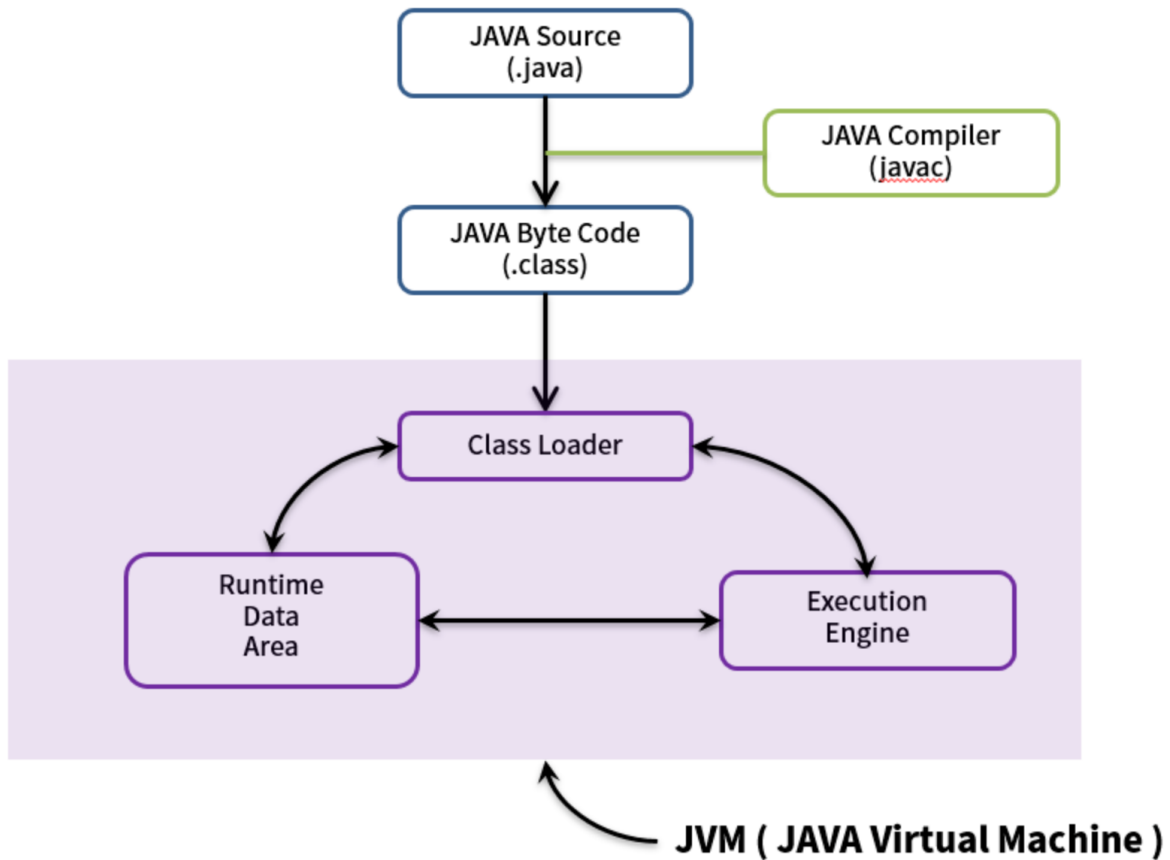 JAVA Source
(.java)
JAVA Compiler
(javac)
JAVA Byte Code
(.class)
Class Loader
Runtime
Data
Area
Execution
Engine
JVM ( JAVA Virtual Machine )